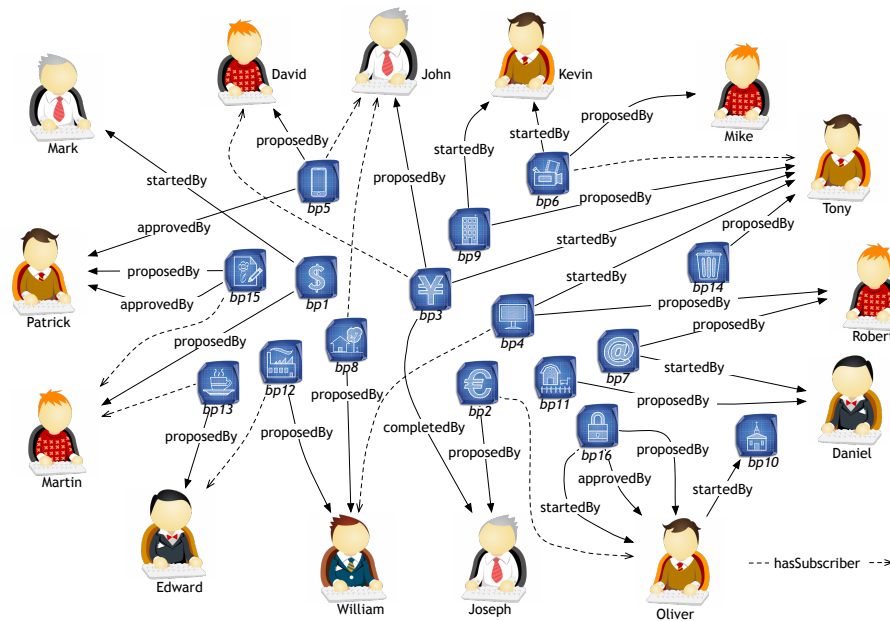 David
John
Kevin
Mike
Mark
proposedBy
startedBy
startedBy
proposedBy
bp5
bp6
Tony
startedBy
proposedBy
proposedBy
bp9
approvedBy
startedBy
proposedBy
proposedBy
approvedBy
bp15
bp1
bp3
startedBy
bp14
Patrick
proposedBy
Robert
bp4
proposedBy
proposedBy
bp8
bp7
startedBy
bp13
bp12
proposedBy
bp2
bp11
proposedBy
proposedBy
proposedBy
completedBy
proposedBy
bp16
approvedBy
proposedBy
bp10
Daniel
Martin
startedBy
startedBy
hasSubscriber
Edward
William
Joseph
Oliver
€
¥
$
@